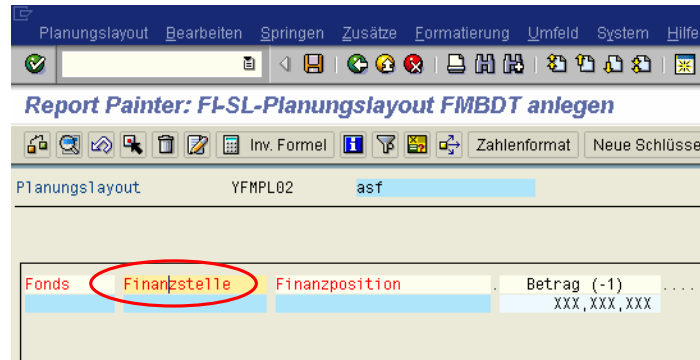 Planungslayout Bearbeiten Springen Zusätze Formatierung Umfeld System Hilfe
Report Painter: FI-SL-Planungslayout FMBDT anlegen
Inv. Formel Zahlenformat Neue Schlüsse
Planungslayout YFMPL02 asf
Fonds Finanzstelle Finanzposition . Betrag (-1) ....
XXX,XXX,XXX